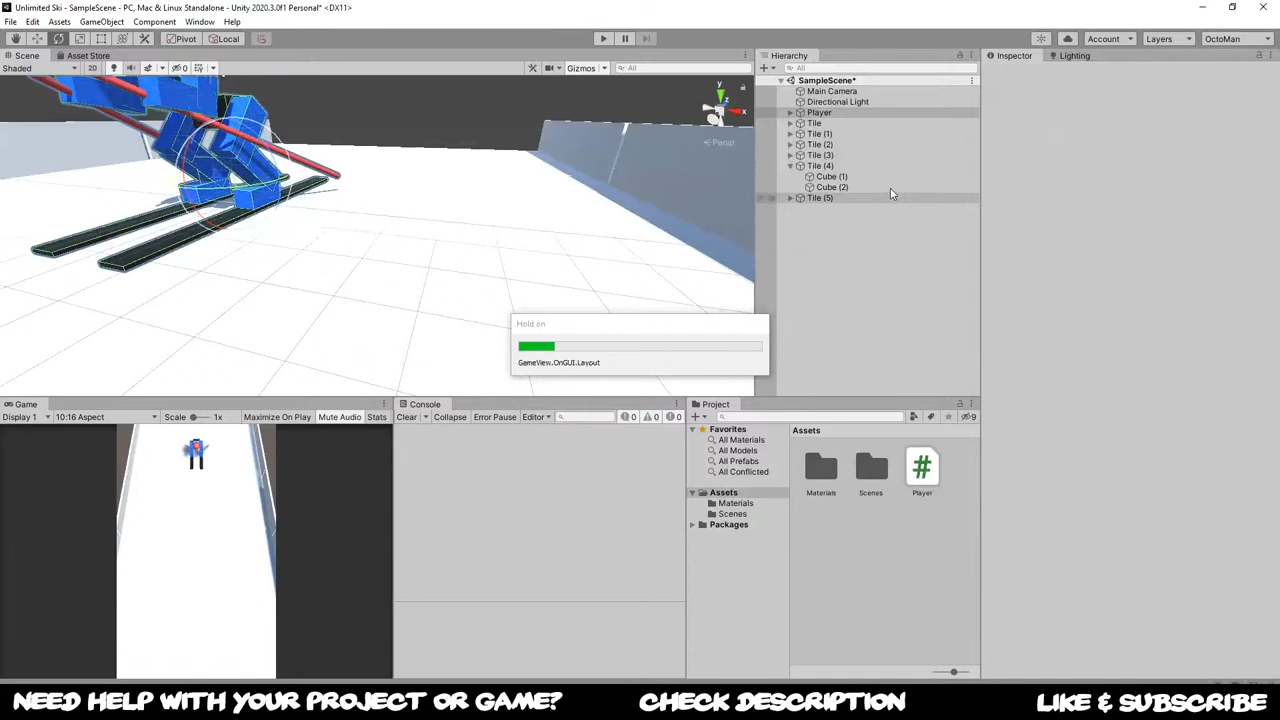 Unlimited Ski - SampleScene - PC, Mac & Linux Standalone - Unity 2020.3.0f1 Personal* <DX11>
File Edit Assets GameObject Component Window Help
Pivot Local Account Layers OctoMan
Scene Asset Store Hierarchy Inspector Lighting
Shaded 2D 0 Gizmos All All
SampleScene*
Main Camera
Directional Light
Player
Tile
Tile (1)
Tile (2)
Tile (3)
Tile (4)
Cube (1)
Cube (2)
Tile (5)
y
x
z
Persp
Hold on
GameView.OnGUI.Layout
Game Console Project
Display 1 10:16 Aspect Scale 1x Maximize On Play Mute Audio Stats Clear Collapse Error Pause Editor 0 0 0 9
Favorites
All Materials
All Models
All Prefabs
All Conflicted
Assets
Materials
Scenes
Packages
Assets
Materials Scenes Player
NEED HELP WITH YOUR PROJECT OR GAME? CHECK DESCRIPTION LIKE & SUBSCRIBE